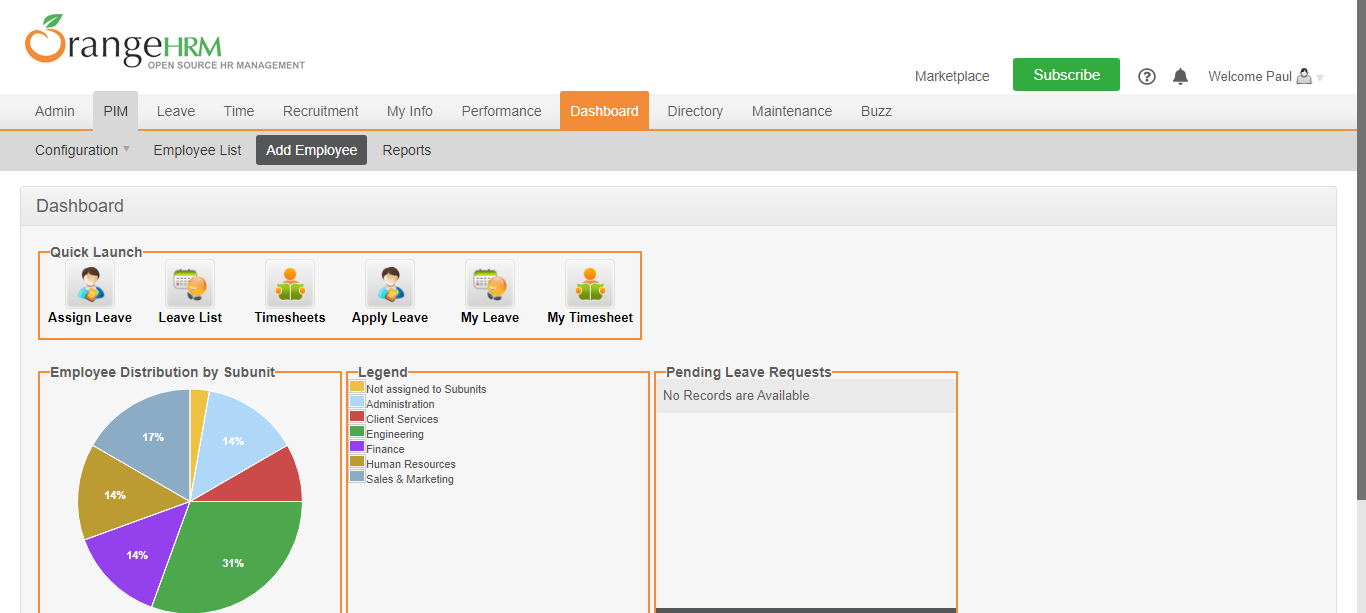 OrangeHRM
OPEN SOURCE HR MANAGEMENT
Marketplace Subscribe ? Welcome Paul
Admin PIM Leave Time Recruitment My Info Performance Dashboard Directory Maintenance Buzz
Configuration Employee List Add Employee Reports
Dashboard
Quick Launch
Assign Leave Leave List Timesheets Apply Leave My Leave My Timesheet
Employee Distribution by Subunit
17%
14%
14%
14%
31%
Legend
Not assigned to Subunits
Administration
Client Services
Engineering
Finance
Human Resources
Sales & Marketing
Pending Leave Requests
No Records are Available